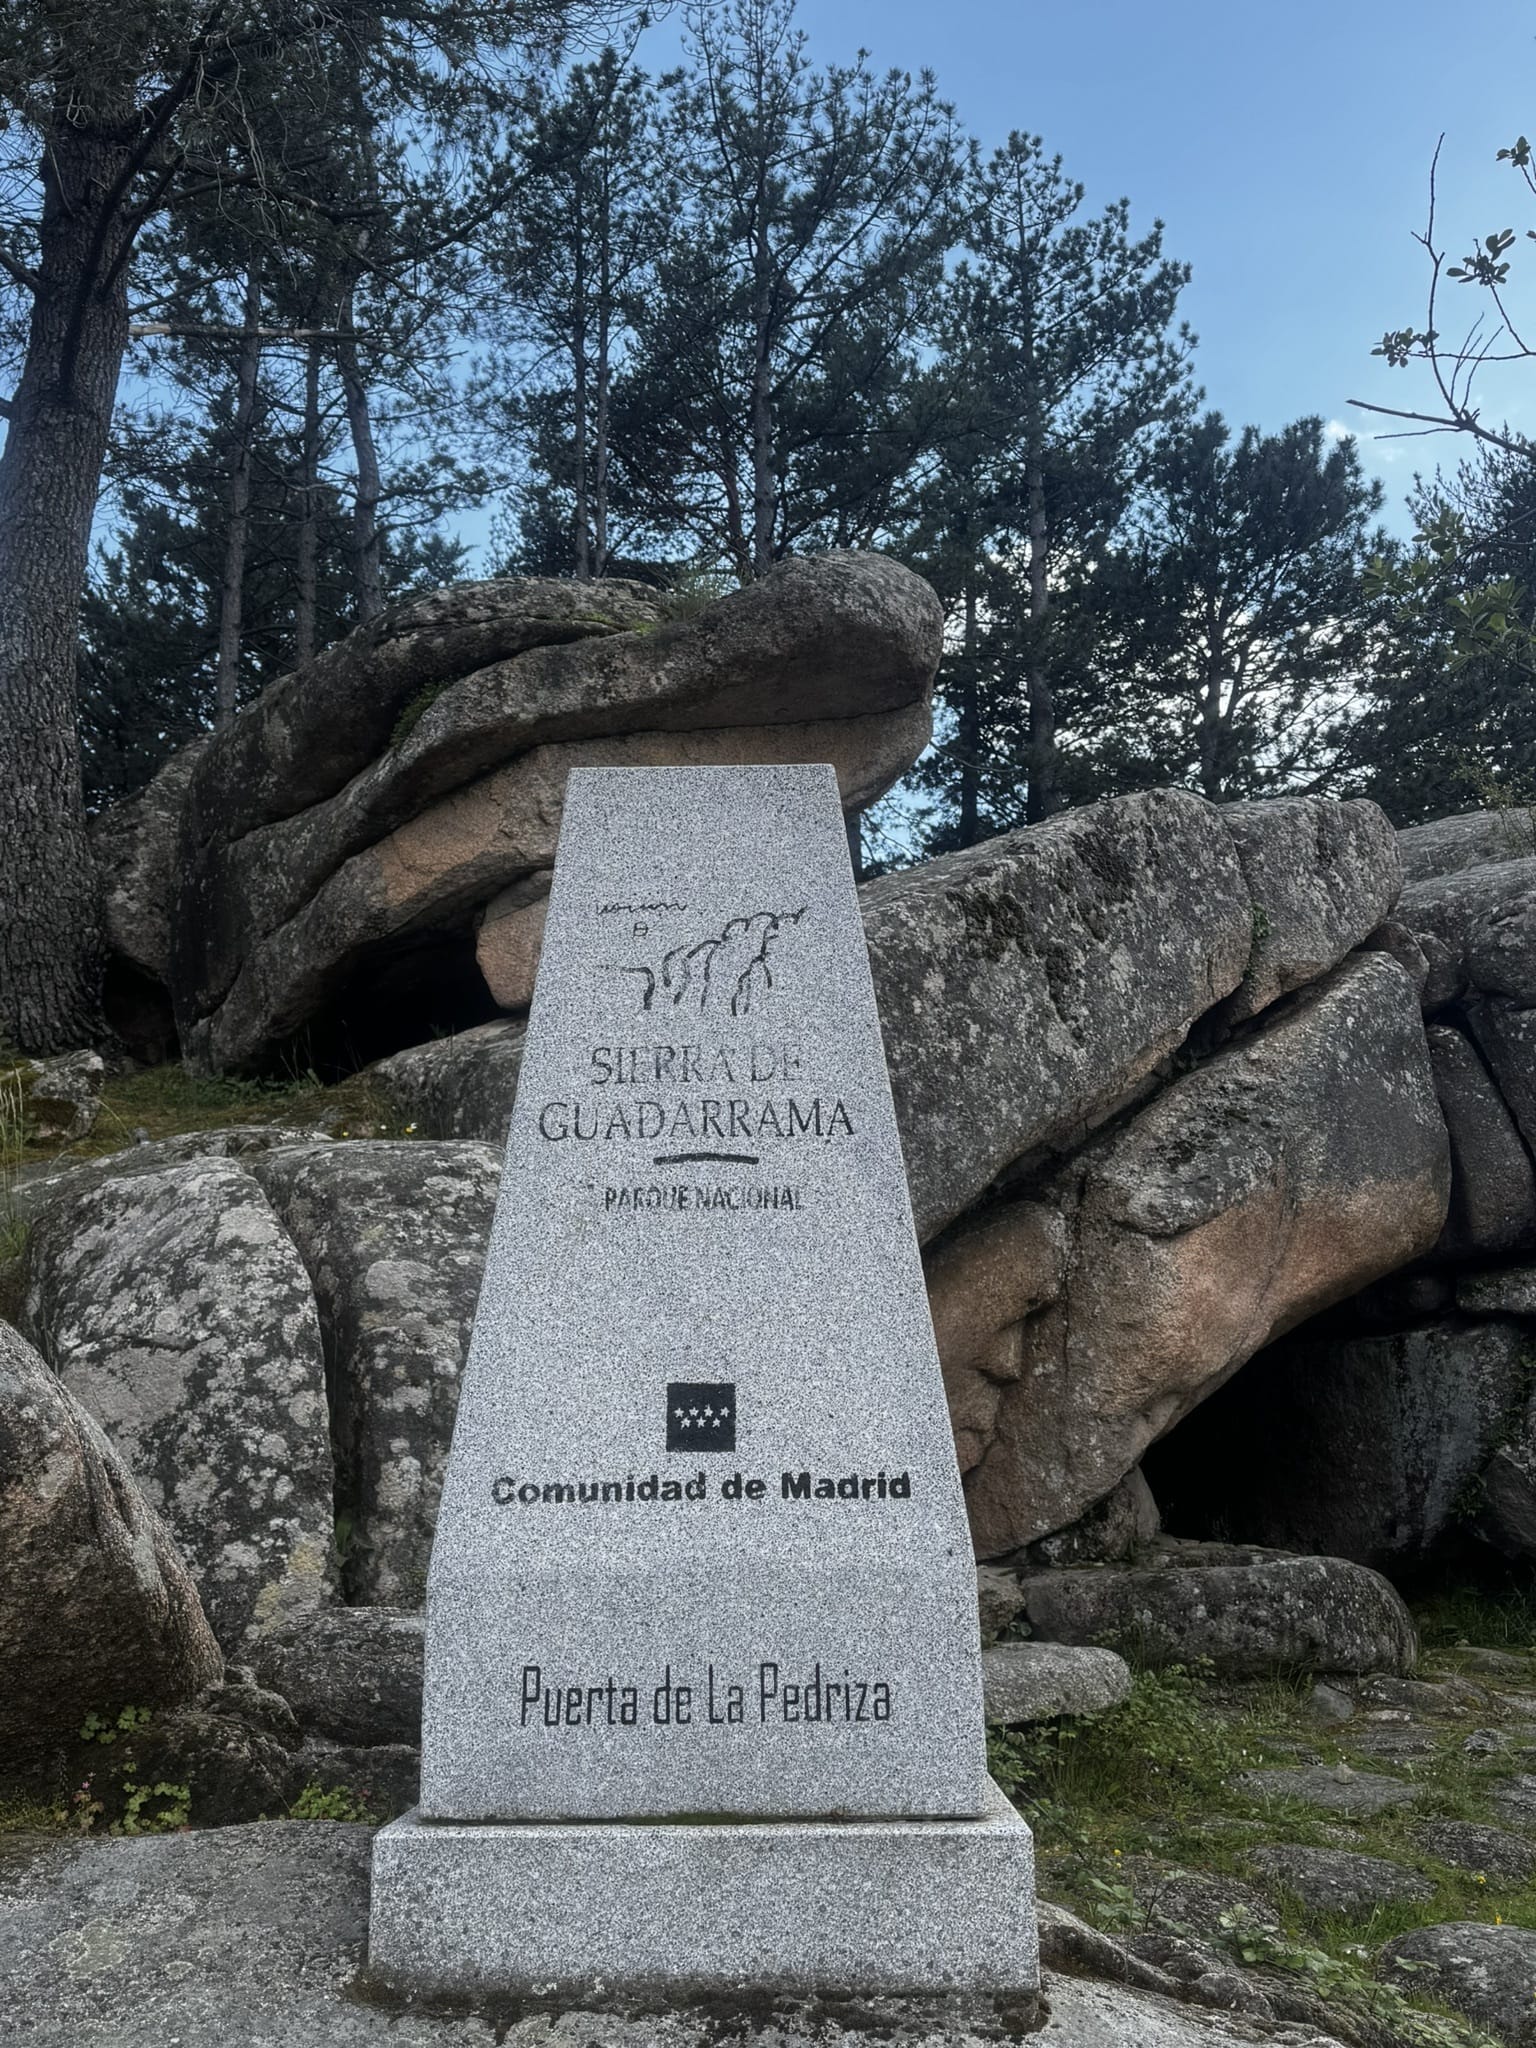 SIERRA DE
GUADARRAMA
PARQUE NACIONAL
Comunidad de Madrid
Puerta de La Pedriza